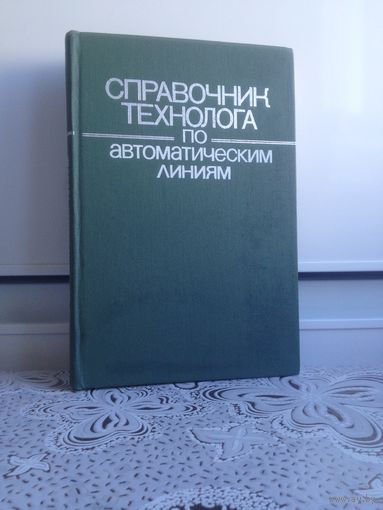 СПРАВОЧНИК
ТЕХНОЛОГА
ПО
автоматическим
линиям